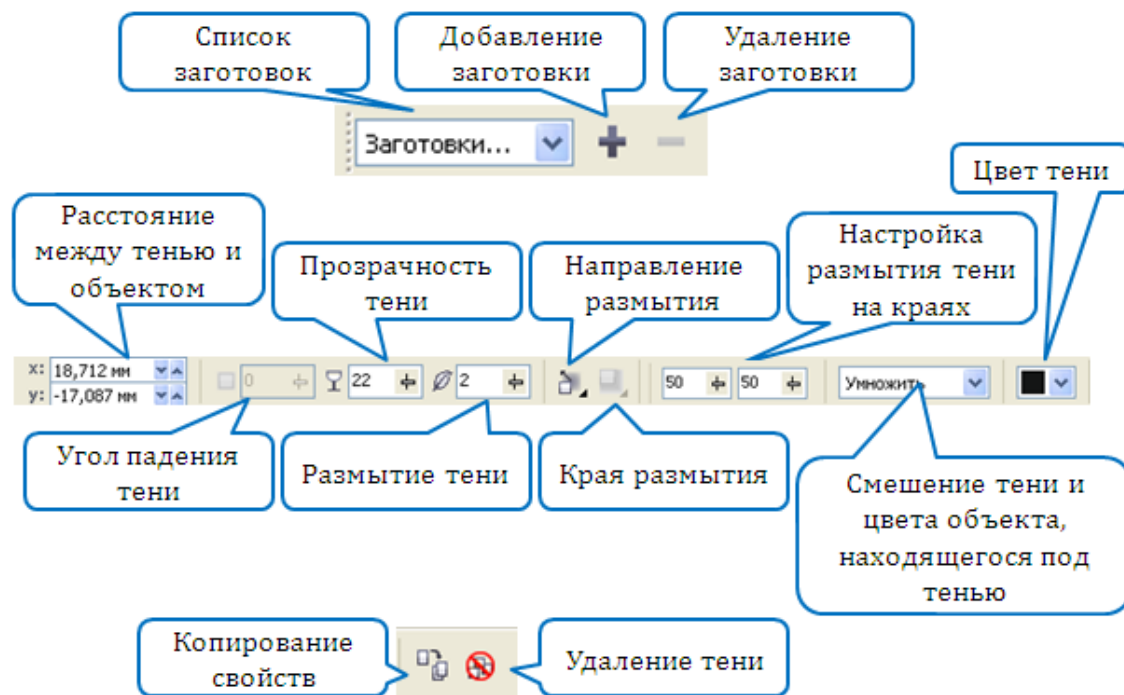 Список
заготовок
Добавление
заготовки
Удаление
заготовки
Заготовки...
Цвет тени
Расстояние
между тенью и
объектом
Прозрачность
тени
Направление
размытия
Настройка
размытия тени
на краях
x: 18,712 мм
y: -17,087 мм
0
22
2
50
50
Умножить
Угол падения
тени
Размытие тени
Края размытия
Смешение тени и
цвета объекта,
находящегося под
тенью
Копирование
свойств
Удаление тени